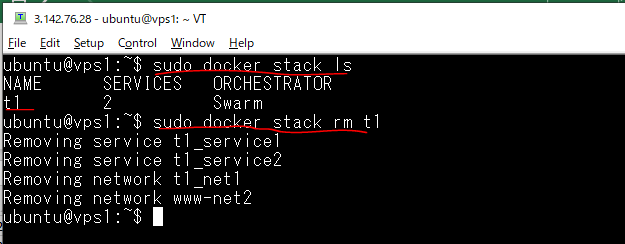 3.142.76.28 - ubuntu@vps1: ~ VT
File Edit Setup Control Window Help
ubuntu@vps1:~$ sudo docker stack ls
NAME SERVICES ORCHESTRATOR
t1 2 Swarm
ubuntu@vps1:~$ sudo docker stack rm t1
Removing service t1_service1
Removing service t1_service2
Removing network t1_net1
Removing network www-net2
ubuntu@vps1:~$